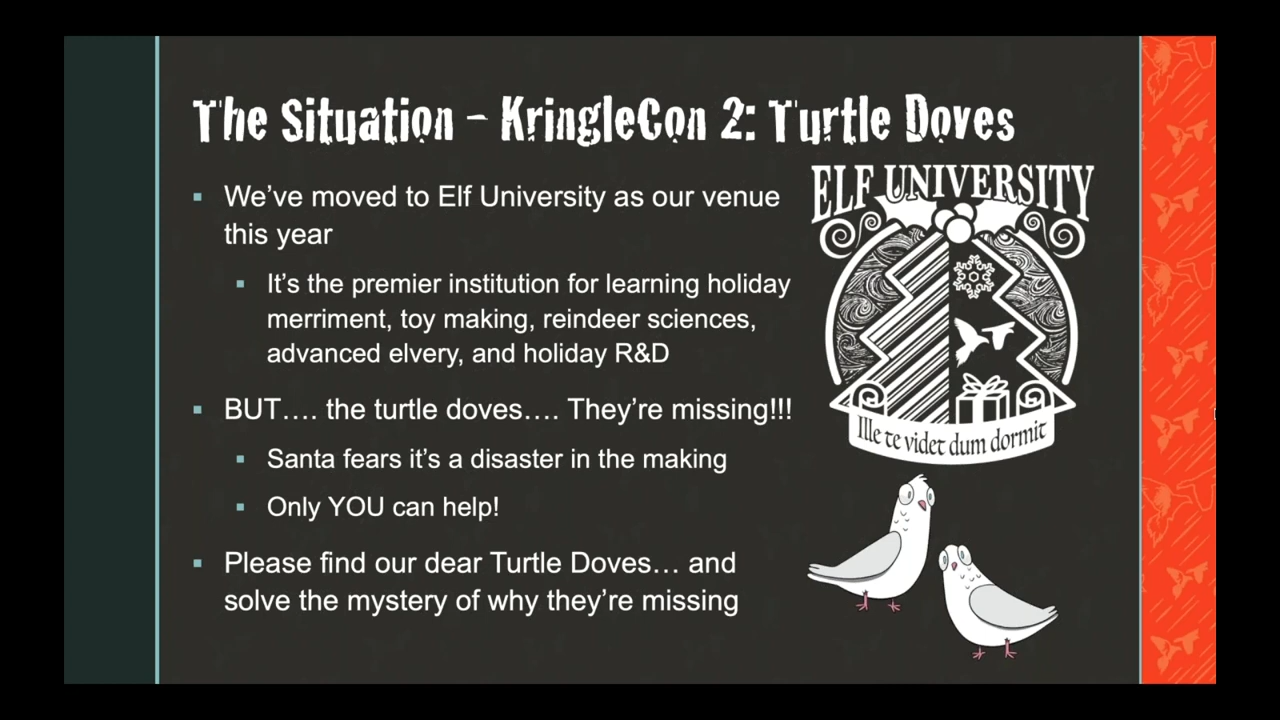 The Situation – KringleCon 2: Turtle Doves
We've moved to Elf University as our venue
this year
It's the premier institution for learning holiday
merriment, toy making, reindeer sciences,
advanced elvery, and holiday R&D
BUT…. the turtle doves…. They're missing!!!
Santa fears it's a disaster in the making
Only YOU can help!
Please find our dear Turtle Doves… and
solve the mystery of why they're missing
ELF UNIVERSITY
Ille te videt dum dormit